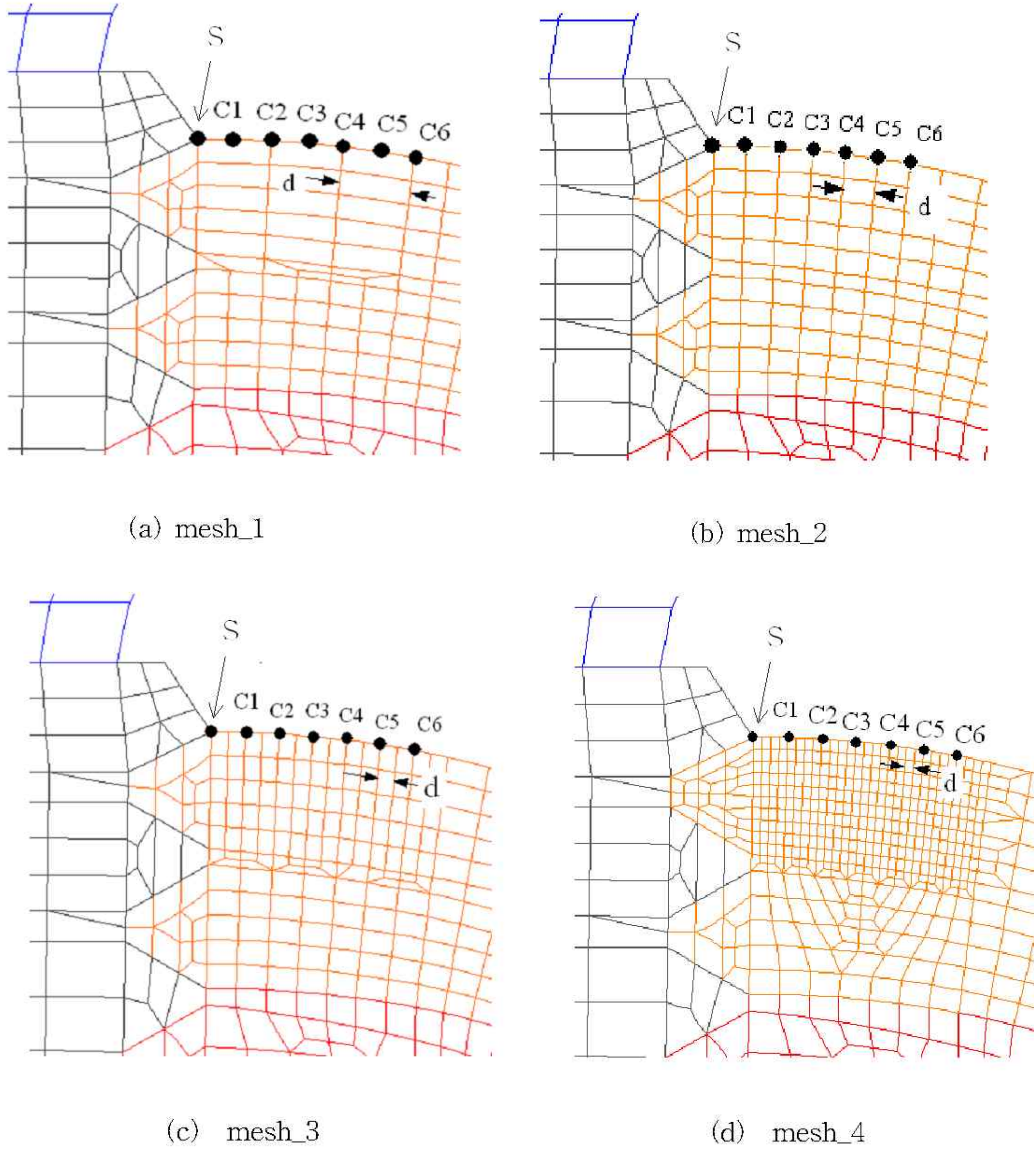 S
C1 C2 C3 C4 C5 C6
d
(a) mesh_1
S
C1 C2 C3 C4 C5 C6
d
(b) mesh_2
S
C1 C2 C3 C4 C5 C6
d
(c) mesh_3
S
C1 C2 C3 C4 C5 C6
d
(d) mesh_4